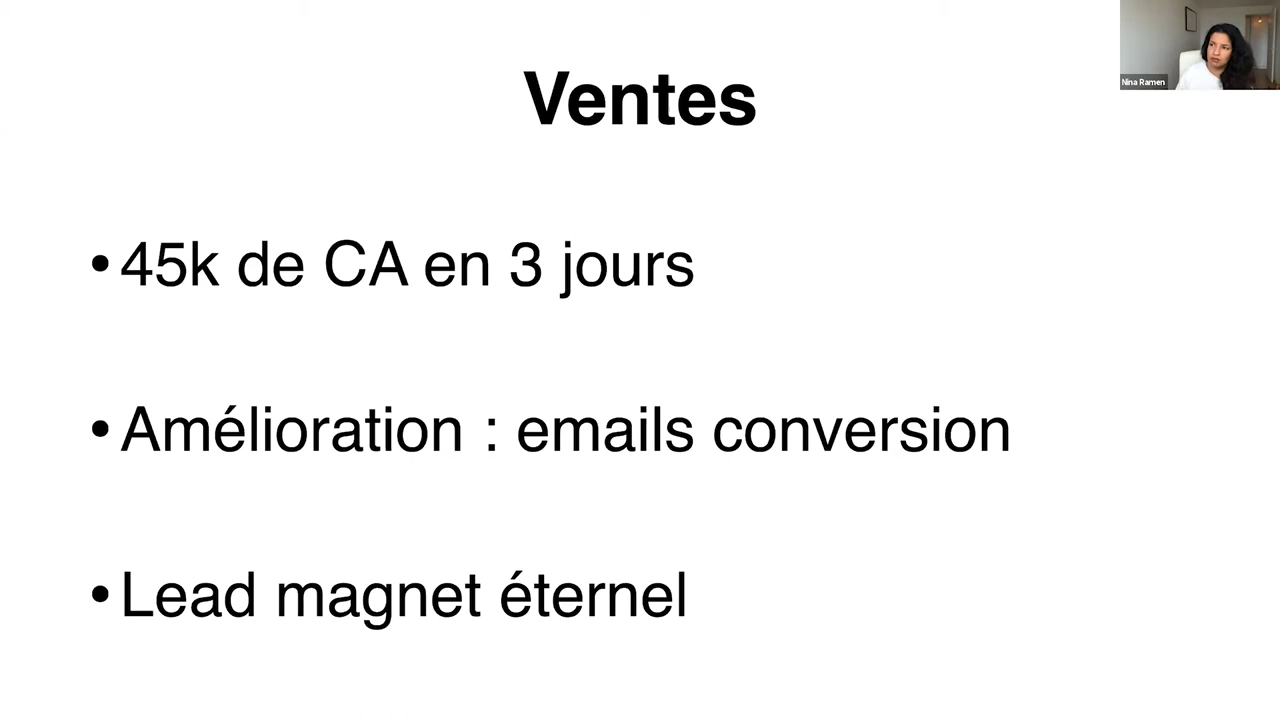 Nina Ramen
Ventes
• 45k de CA en 3 jours
• Amélioration : emails conversion
• Lead magnet éternel